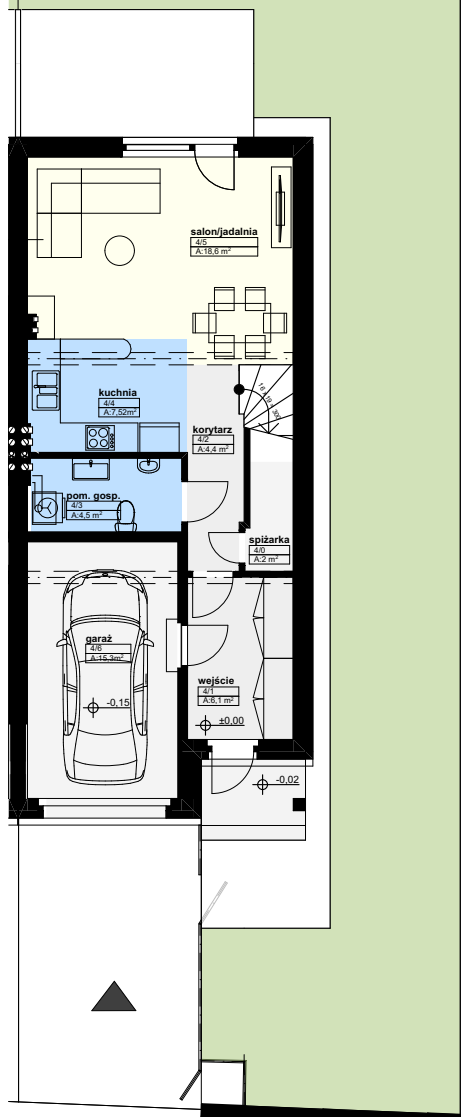 salon/jadalnia
4/5
A:18,6 m²
kuchnia
4/4
A:7,52m²
korytarz
4/2
A:4,4 m²
pom. gosp.
4/3
A:4,5 m²
spiżarka
4/0
A:2 m²
garaż
4/6
A:15,3m²
-0,15
wejście
4/1
A:6,1 m²
±0,00
-0,02